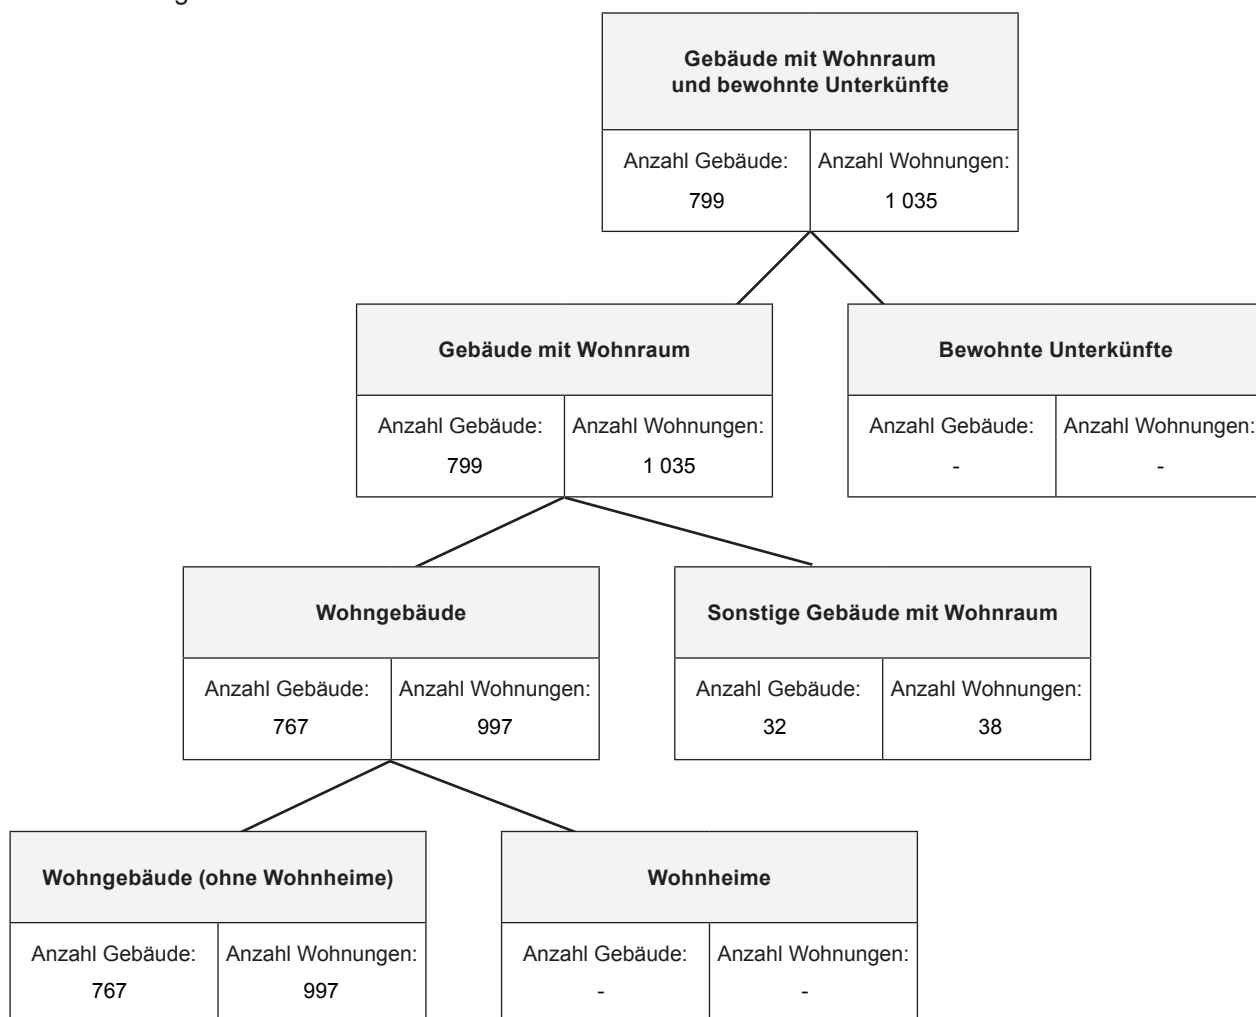 Gebäude mit Wohnraum
und bewohnte Unterkünfte
Anzahl Gebäude: Anzahl Wohnungen:
799 1 035
Gebäude mit Wohnraum
Anzahl Gebäude: Anzahl Wohnungen:
799 1 035
Bewohnte Unterkünfte
Anzahl Gebäude: Anzahl Wohnungen:
- -
Wohngebäude
Anzahl Gebäude: Anzahl Wohnungen:
767 997
Sonstige Gebäude mit Wohnraum
Anzahl Gebäude: Anzahl Wohnungen:
32 38
Wohngebäude (ohne Wohnheime)
Anzahl Gebäude: Anzahl Wohnungen:
767 997
Wohnheime
Anzahl Gebäude: Anzahl Wohnungen:
- -